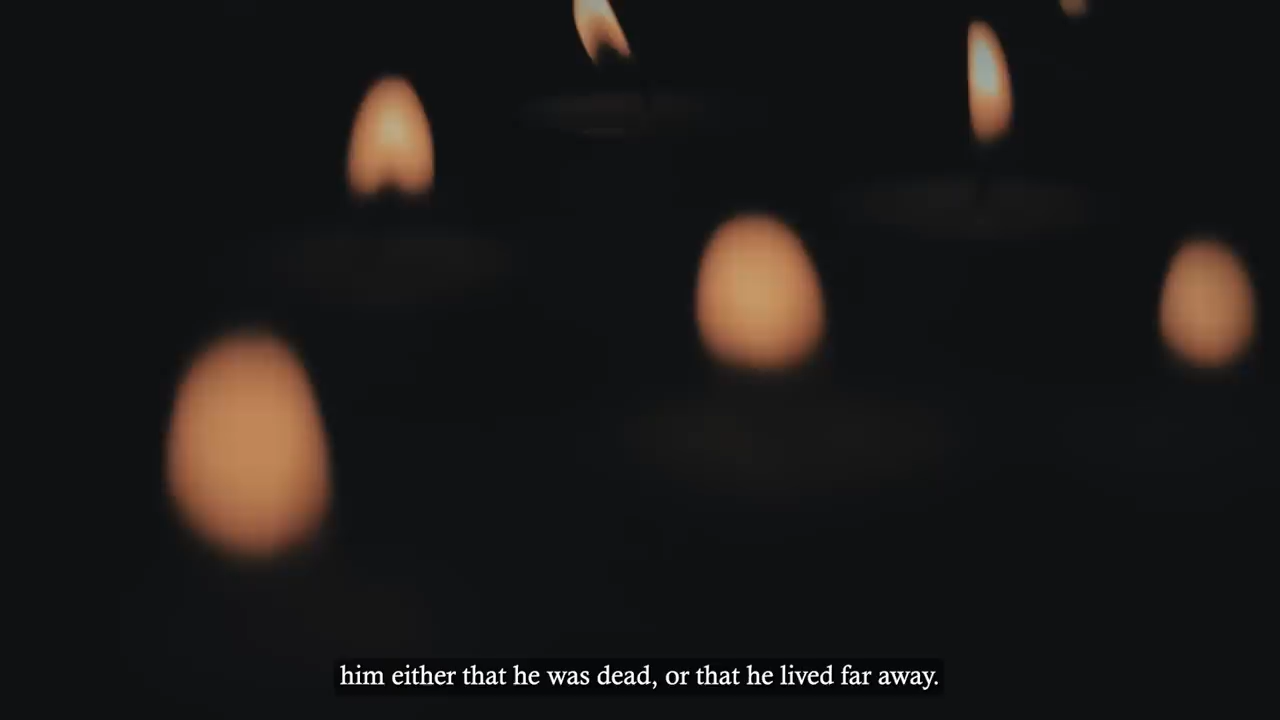 him either that he was dead, or that he lived far away.